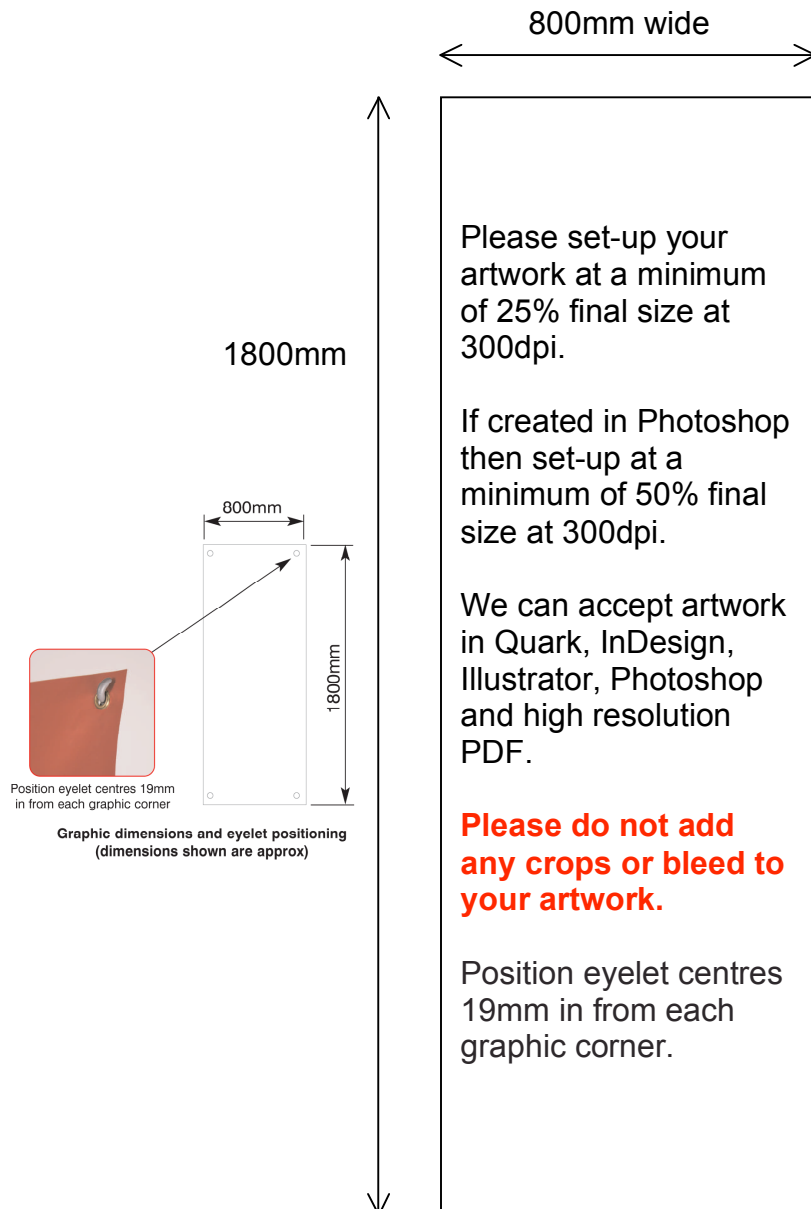 800mm wide
1800mm
Please set-up your
artwork at a minimum
of 25% final size at
300dpi.
If created in Photoshop
then set-up at a
minimum of 50% final
size at 300dpi.
We can accept artwork
in Quark, InDesign,
Illustrator, Photoshop
and high resolution
PDF.
Please do not add
any crops or bleed to
your artwork.
Position eyelet centres
19mm in from each
graphic corner.
800mm
1800mm
Position eyelet centres 19mm
in from each graphic corner
Graphic dimensions and eyelet positioning
(dimensions shown are approx)